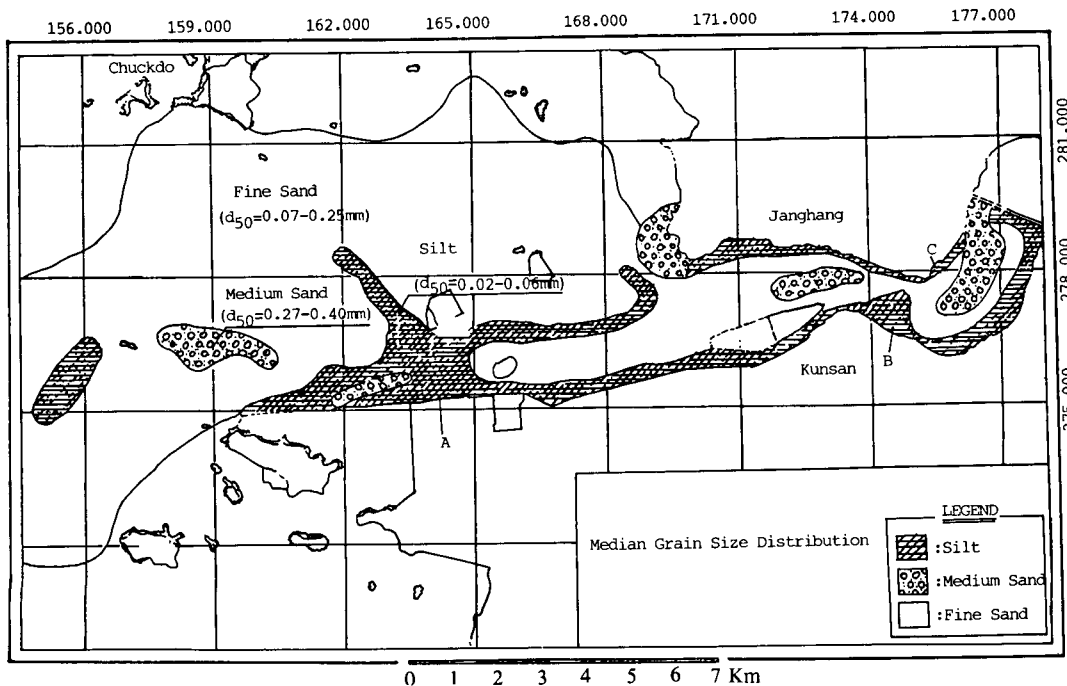 156.000 159.000 162.000 165.000 168.000 171.000 174.000 177.000
Chuckdo
281.000
Fine Sand
(d50=0.07-0.25mm)
Janghang
Silt
(d50=0.02-0.06mm)
C
278.000
Medium Sand
(d50=0.27-0.40mm)
Kunsan
B
A
275.000
Median Grain Size Distribution
LEGEND
:Silt
:Medium Sand
:Fine Sand
0 1 2 3 4 5 6 7 Km